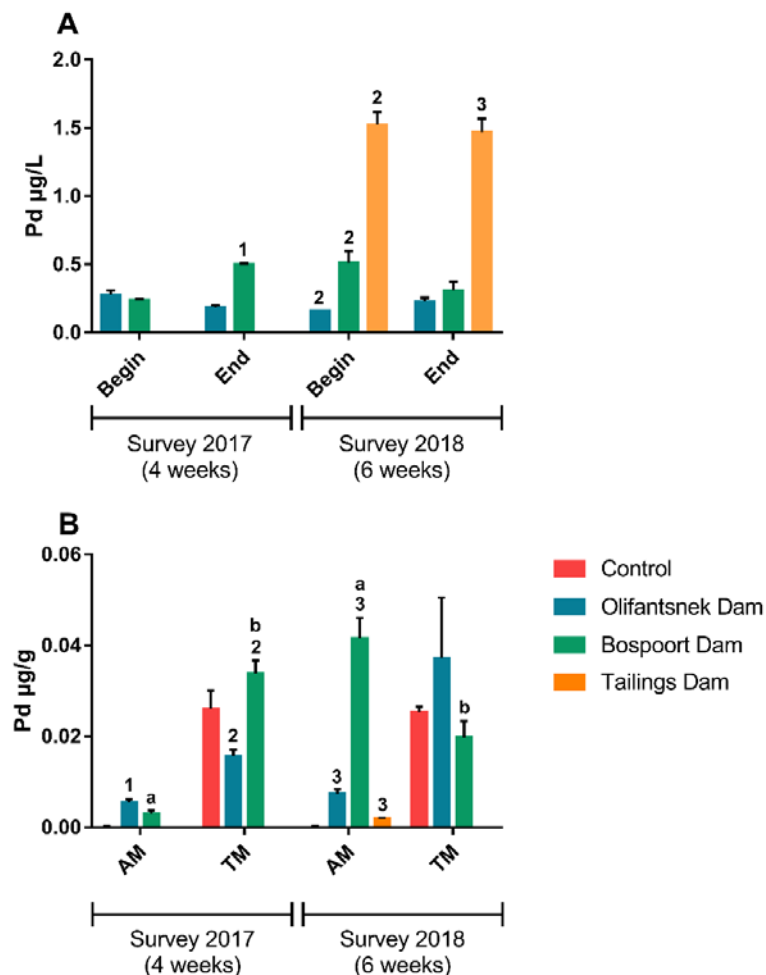 A
2.0
1.5
1.0
0.5
0.0
Pd µg/L
1
2
2
2
3
Begin
End
Begin
End
Survey 2017
(4 weeks)
Survey 2018
(6 weeks)
B
0.06
0.04
0.02
0.00
Pd µg/g
1
a
2
b
2
3
a
3
3
b
AM
TM
AM
TM
Survey 2017
(4 weeks)
Survey 2018
(6 weeks)
Control
Olifantsnek Dam
Bospoort Dam
Tailings Dam